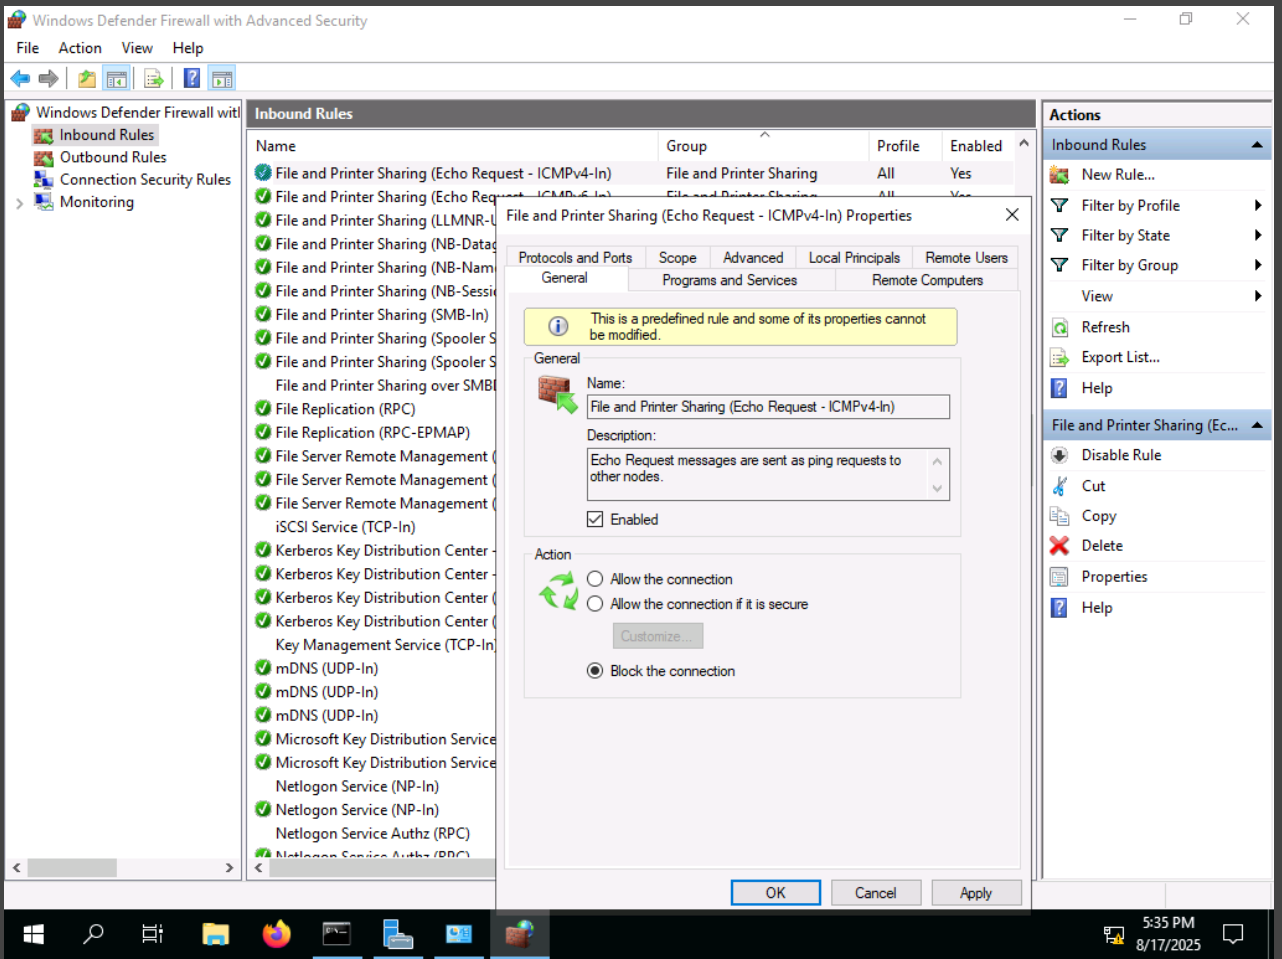 Windows Defender Firewall with Advanced Security
File Action View Help
Windows Defender Firewall wit
Inbound Rules
Outbound Rules
Connection Security Rules
Monitoring
Inbound Rules
Name Group Profile Enabled
File and Printer Sharing (Echo Request - ICMPv4-In) File and Printer Sharing All Yes
File and Printer Sharing (Echo Request - ICMPv6-In) File and Printer Sharing All Yes
File and Printer Sharing (LLMNR-U
File and Printer Sharing (NB-Datag
File and Printer Sharing (NB-Nam
File and Printer Sharing (NB-Sessi
File and Printer Sharing (SMB-In)
File and Printer Sharing (Spooler S
File and Printer Sharing (Spooler S
File and Printer Sharing over SMBD
File Replication (RPC)
File Replication (RPC-EPMAP)
File Server Remote Management (
File Server Remote Management (
File Server Remote Management (
iSCSI Service (TCP-In)
Kerberos Key Distribution Center -
Kerberos Key Distribution Center -
Kerberos Key Distribution Center (
Kerberos Key Distribution Center (
Key Management Service (TCP-In)
mDNS (UDP-In)
mDNS (UDP-In)
mDNS (UDP-In)
Microsoft Key Distribution Service
Microsoft Key Distribution Service
Netlogon Service (NP-In)
Netlogon Service (NP-In)
Netlogon Service Authz (RPC)
Netlogon Service Authz (RPC)
File and Printer Sharing (Echo Request - ICMPv4-In) Properties
Protocols and Ports Scope Advanced Local Principals Remote Users
General Programs and Services Remote Computers
This is a predefined rule and some of its properties cannot
be modified.
General
Name:
File and Printer Sharing (Echo Request - ICMPv4-In)
Description:
Echo Request messages are sent as ping requests to
other nodes.
Enabled
Action
Allow the connection
Allow the connection if it is secure
Customize...
Block the connection
OK Cancel Apply
Actions
Inbound Rules
New Rule...
Filter by Profile
Filter by State
Filter by Group
View
Refresh
Export List...
Help
File and Printer Sharing (Ec...
Disable Rule
Cut
Copy
Delete
Properties
Help
5:35 PM
8/17/2025